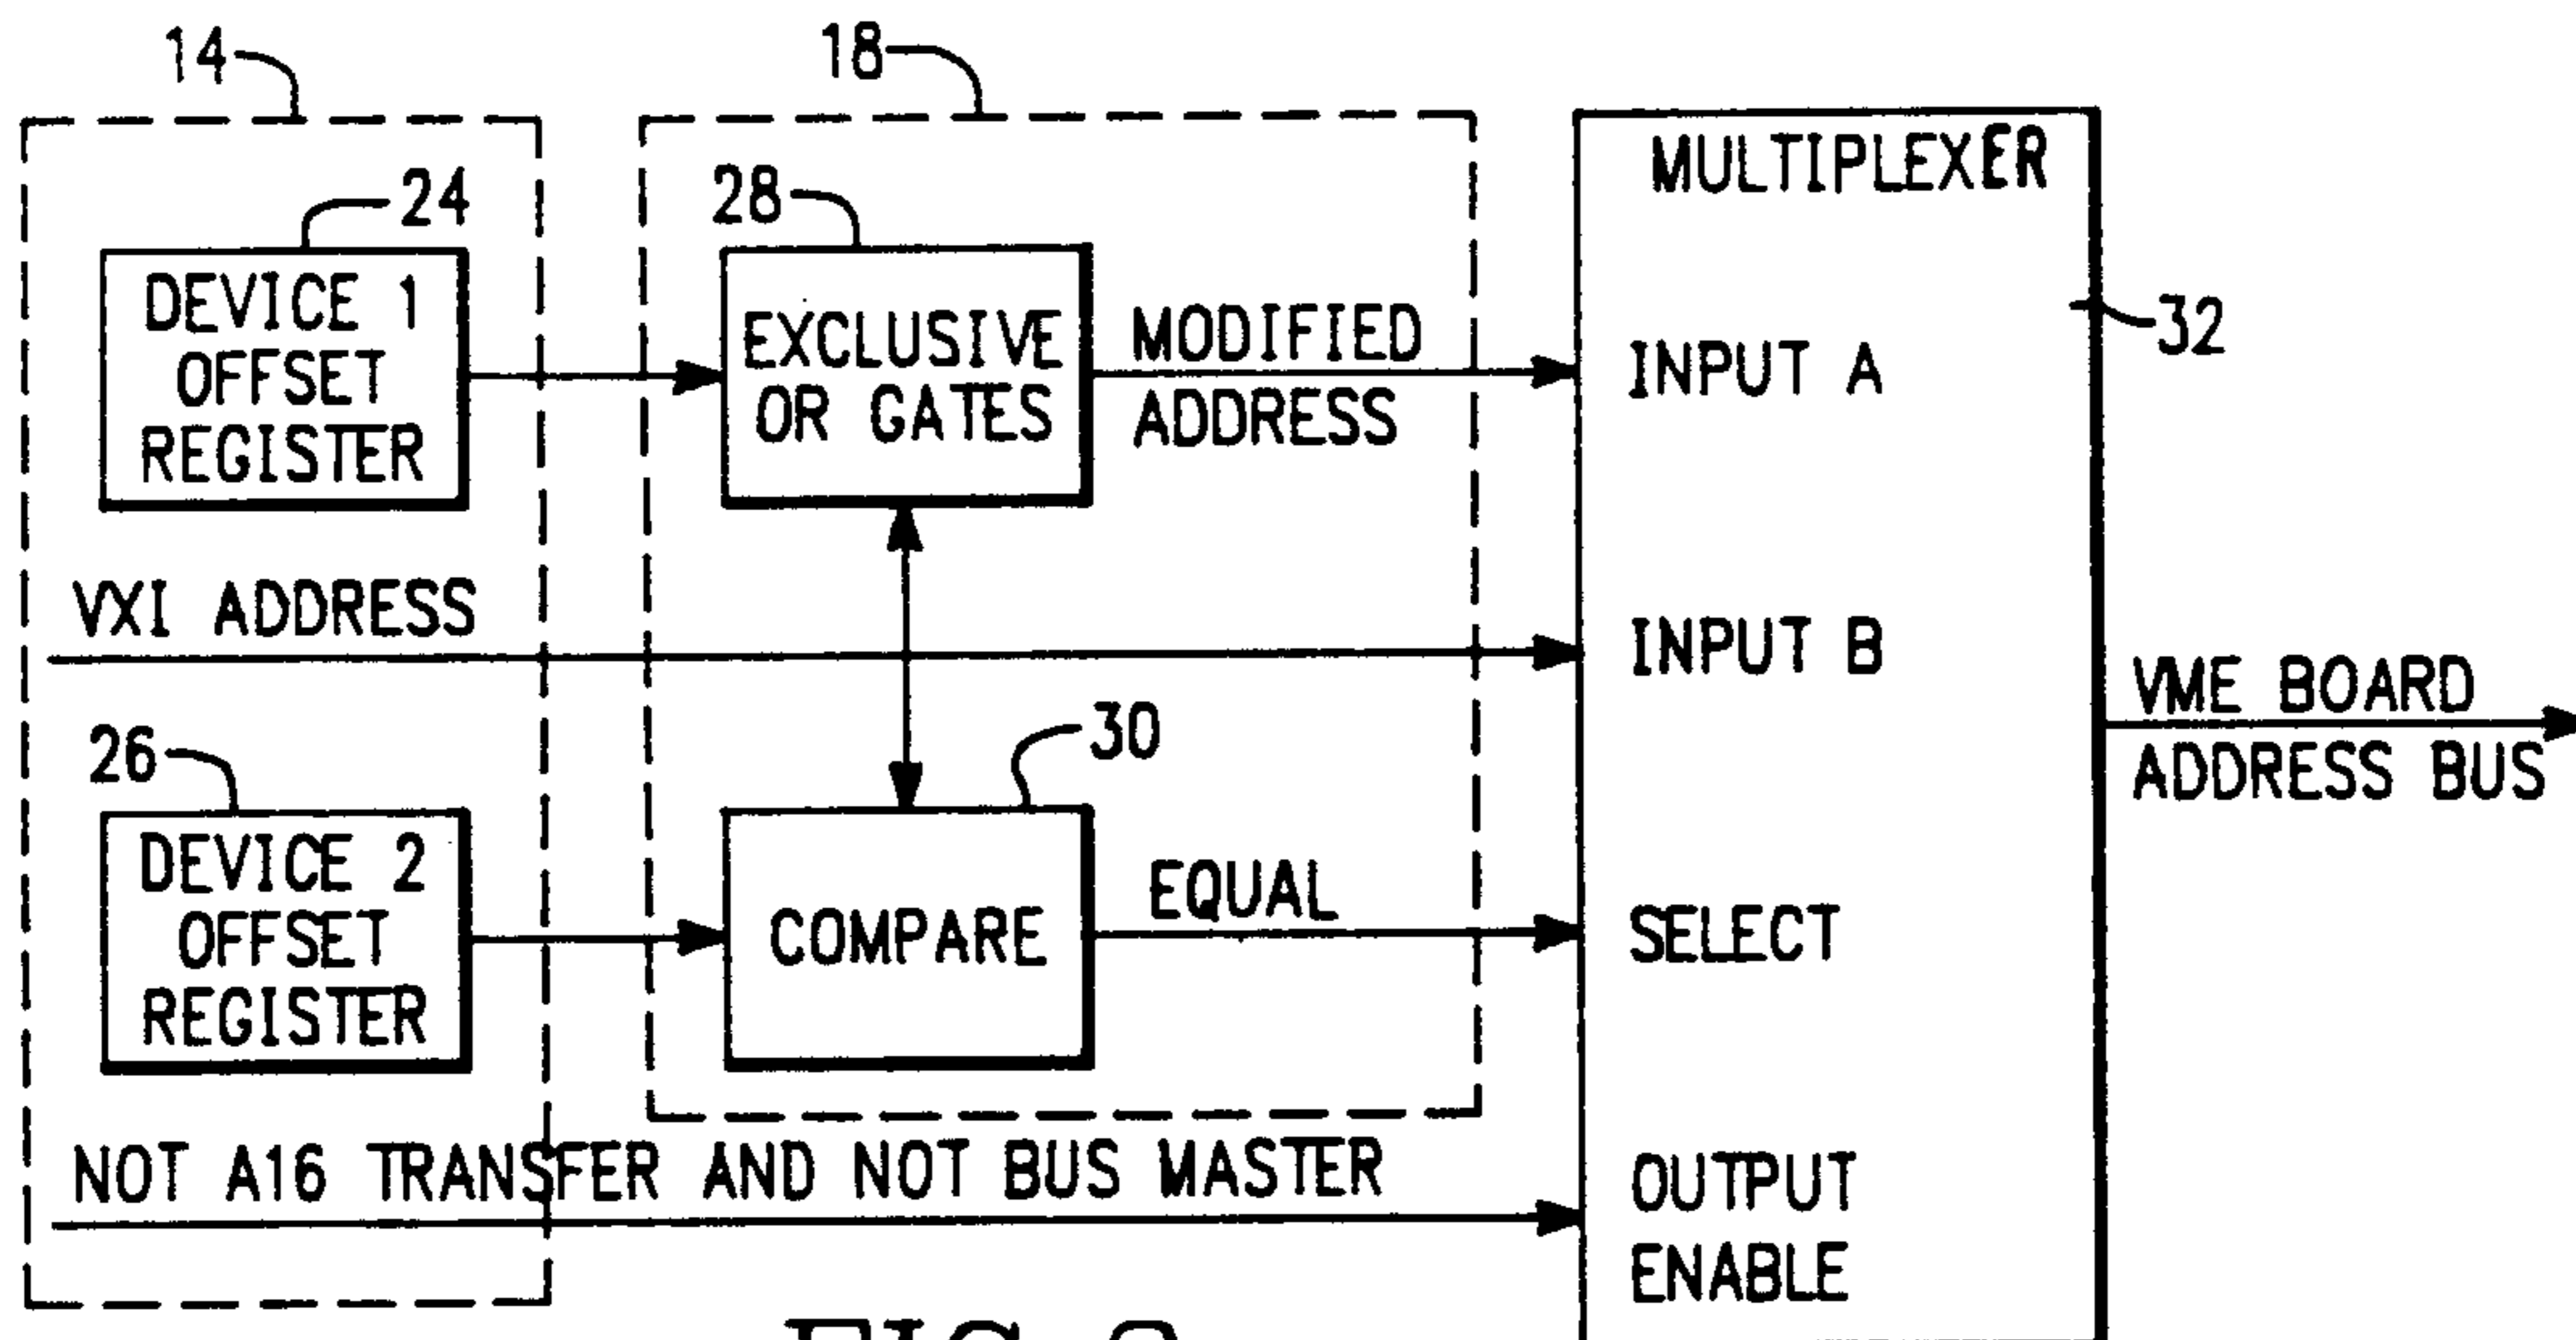 14
18
MULTIPLEXER
24
28
DEVICE 1
OFFSET
REGISTER
EXCLUSIVE
OR GATES
MODIFIED
ADDRESS
INPUT A
32
VXI ADDRESS
INPUT B
VME BOARD
ADDRESS BUS
26
30
DEVICE 2
OFFSET
REGISTER
COMPARE
EQUAL
SELECT
NOT A16 TRANSFER AND NOT BUS MASTER
OUTPUT
ENABLE